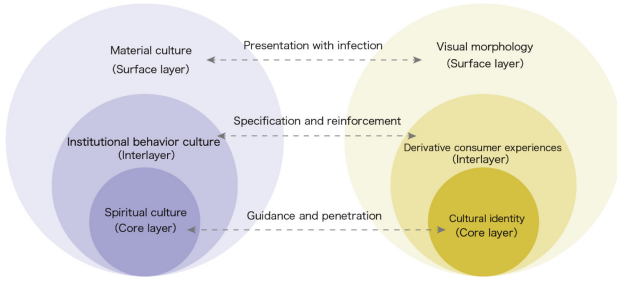 Material culture
(Surface layer)
Presentation with infection
Visual morphology
(Surface layer)
Specification and reinforcement
Institutional behavior culture
(Interlayer)
Derivative consumer experiences
(Interlayer)
Spiritual culture
(Core layer)
Guidance and penetration
Cultural identity
(Core layer)